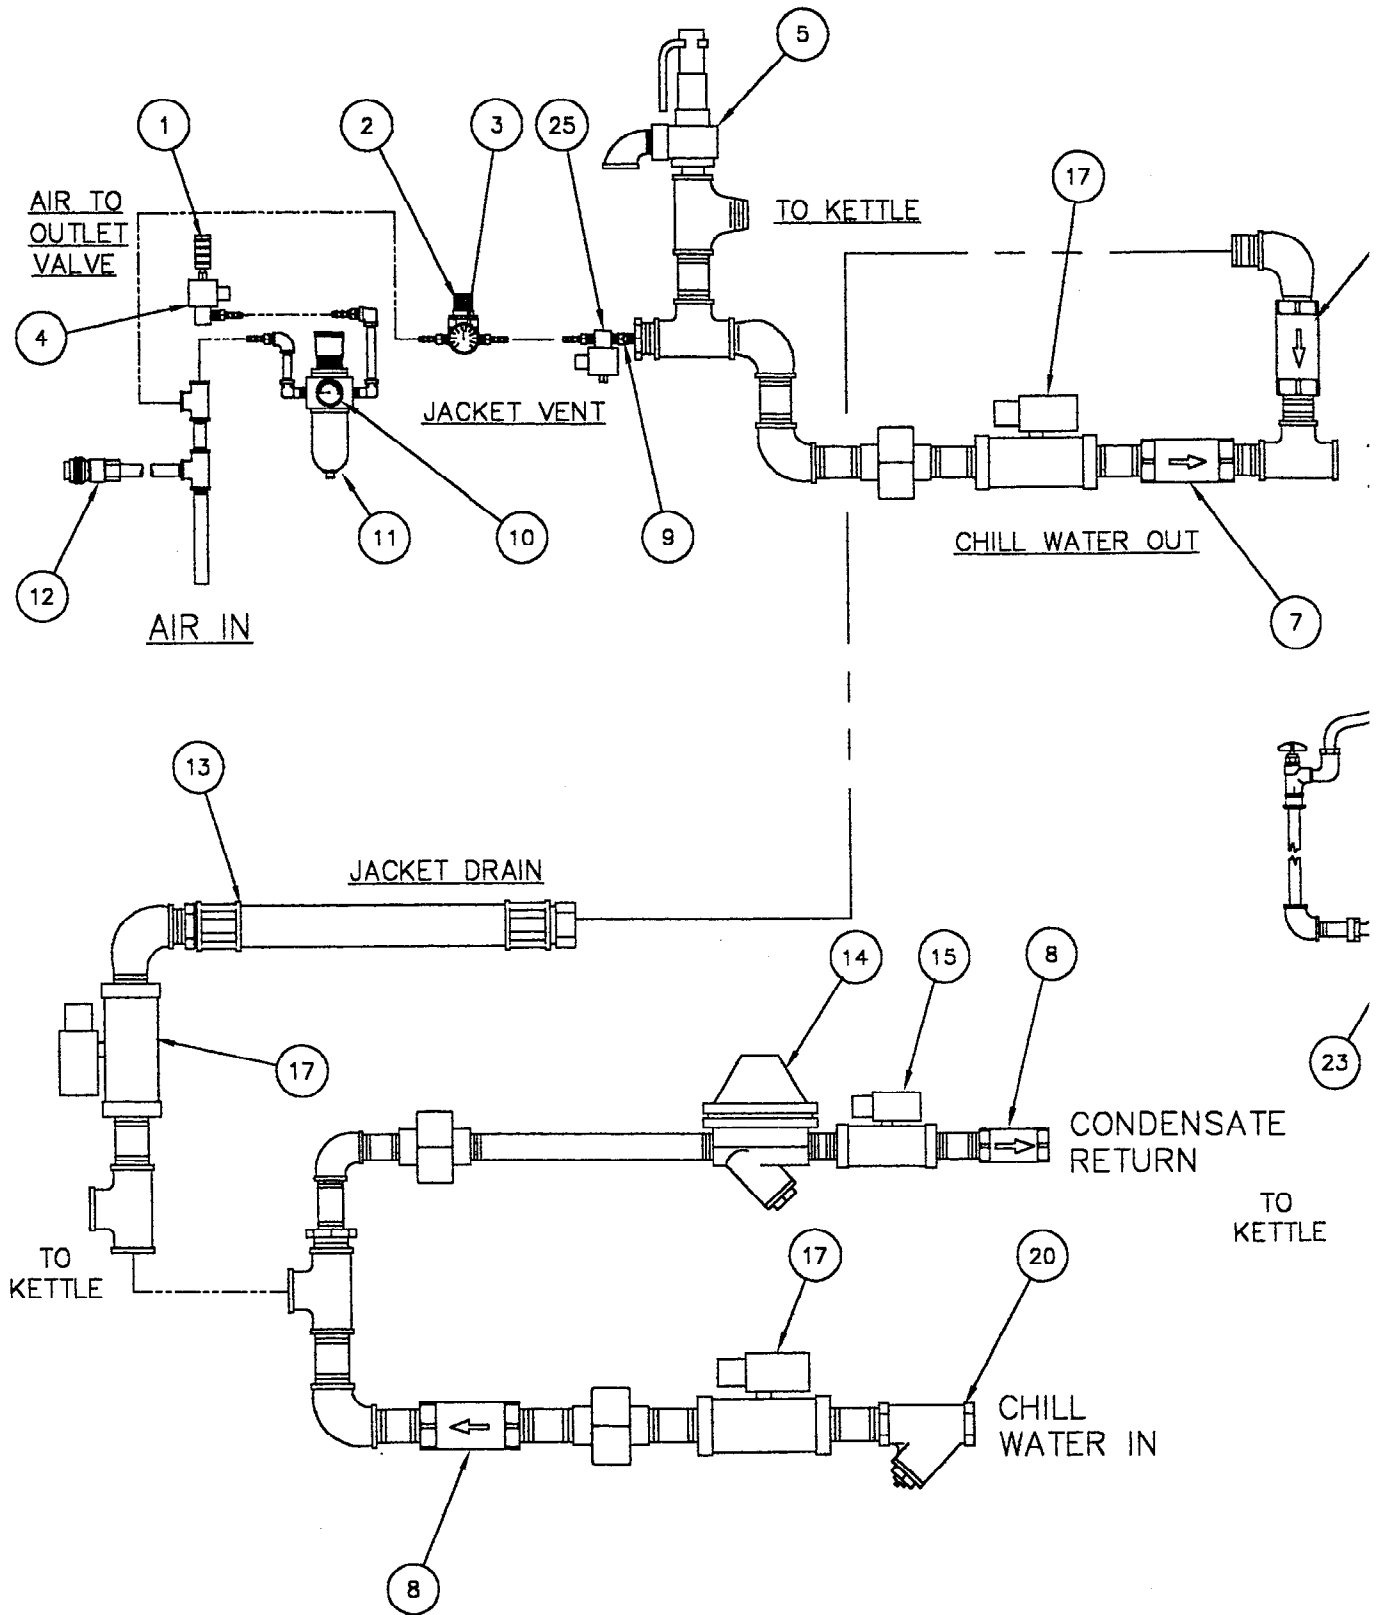 5
1
2
3
25
17
AIR TO
OUTLET
VALVE
TO KETTLE
4
JACKET VENT
12
11
10
9
CHILL WATER OUT
7
AIR IN
13
JACKET DRAIN
14
15
8
17
23
CONDENSATE
RETURN
TO
KETTLE
TO
KETTLE
17
20
CHILL
WATER IN
8